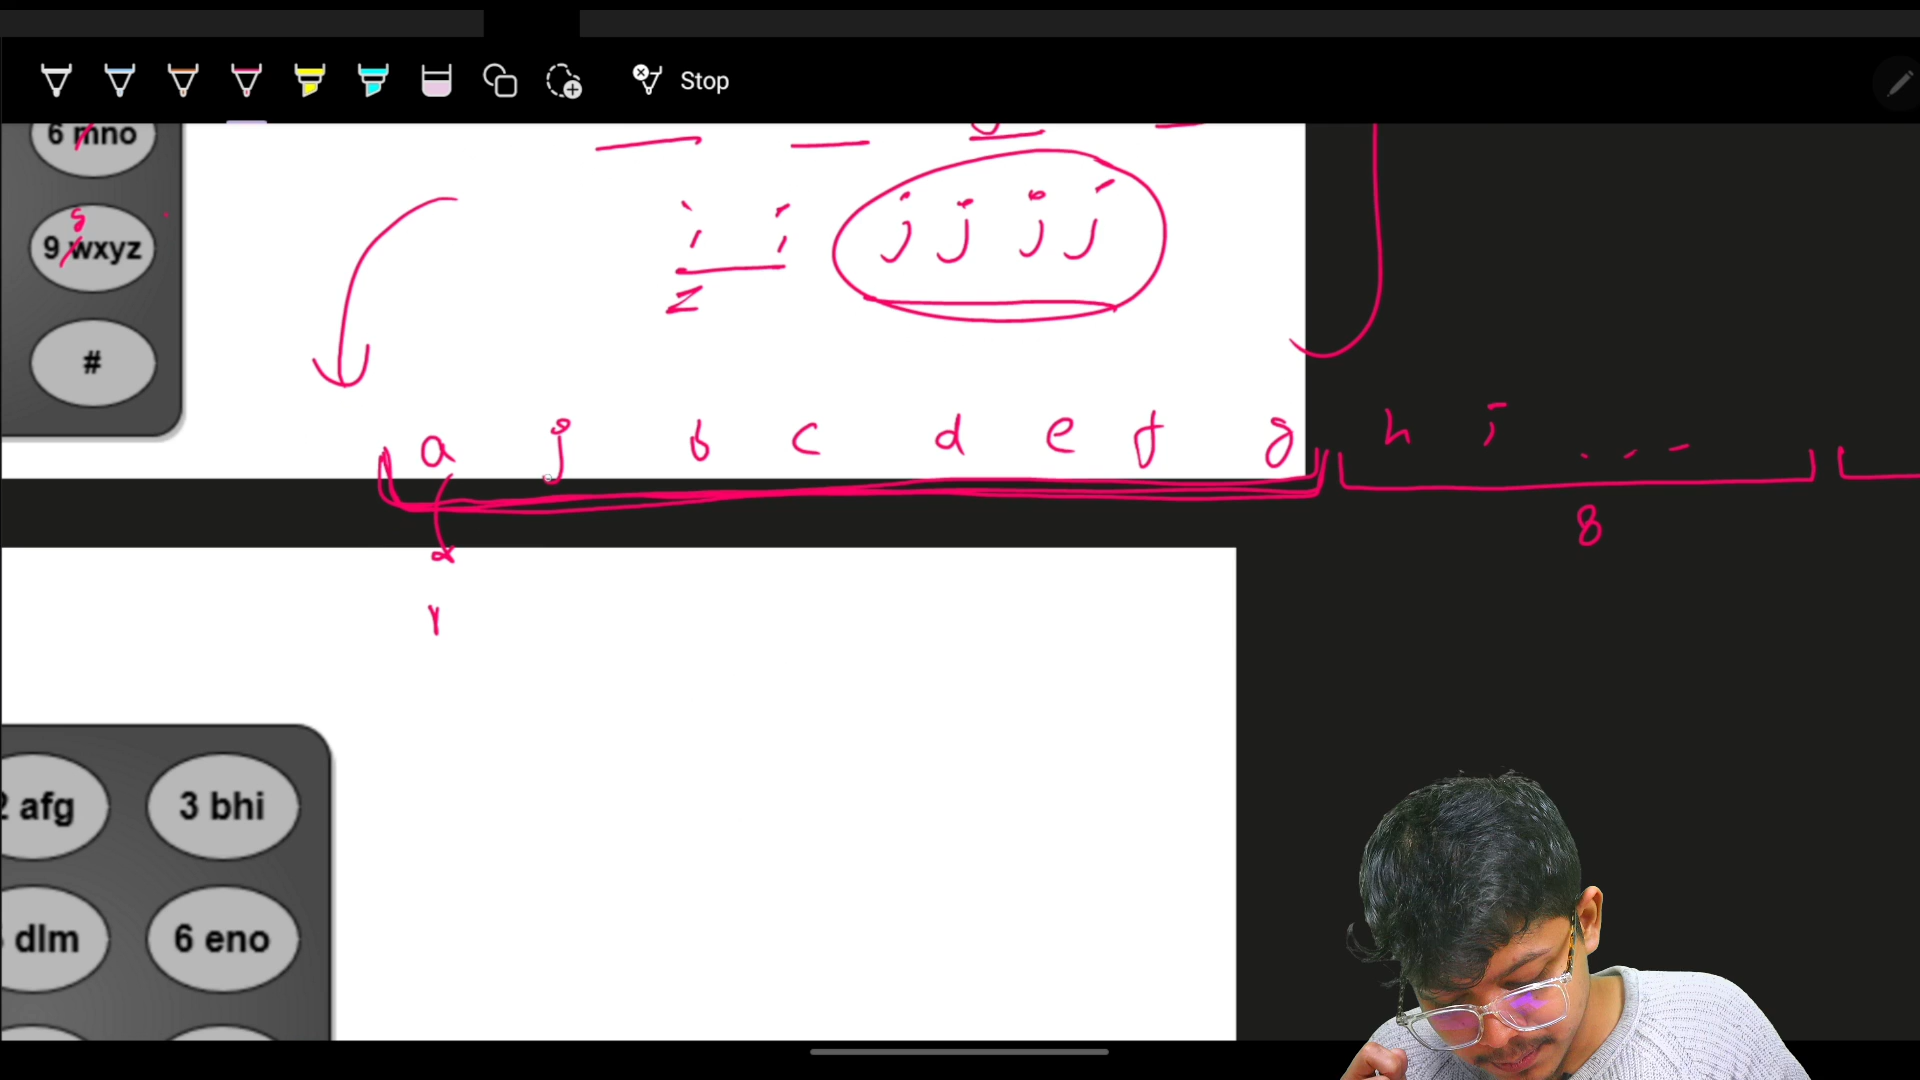 Stop
6 mno
s
9 wxyz
i i j j j j
z
#
a j b c d e f g h i ...
8
α
2 afg
3 bhi
dlm
6 eno